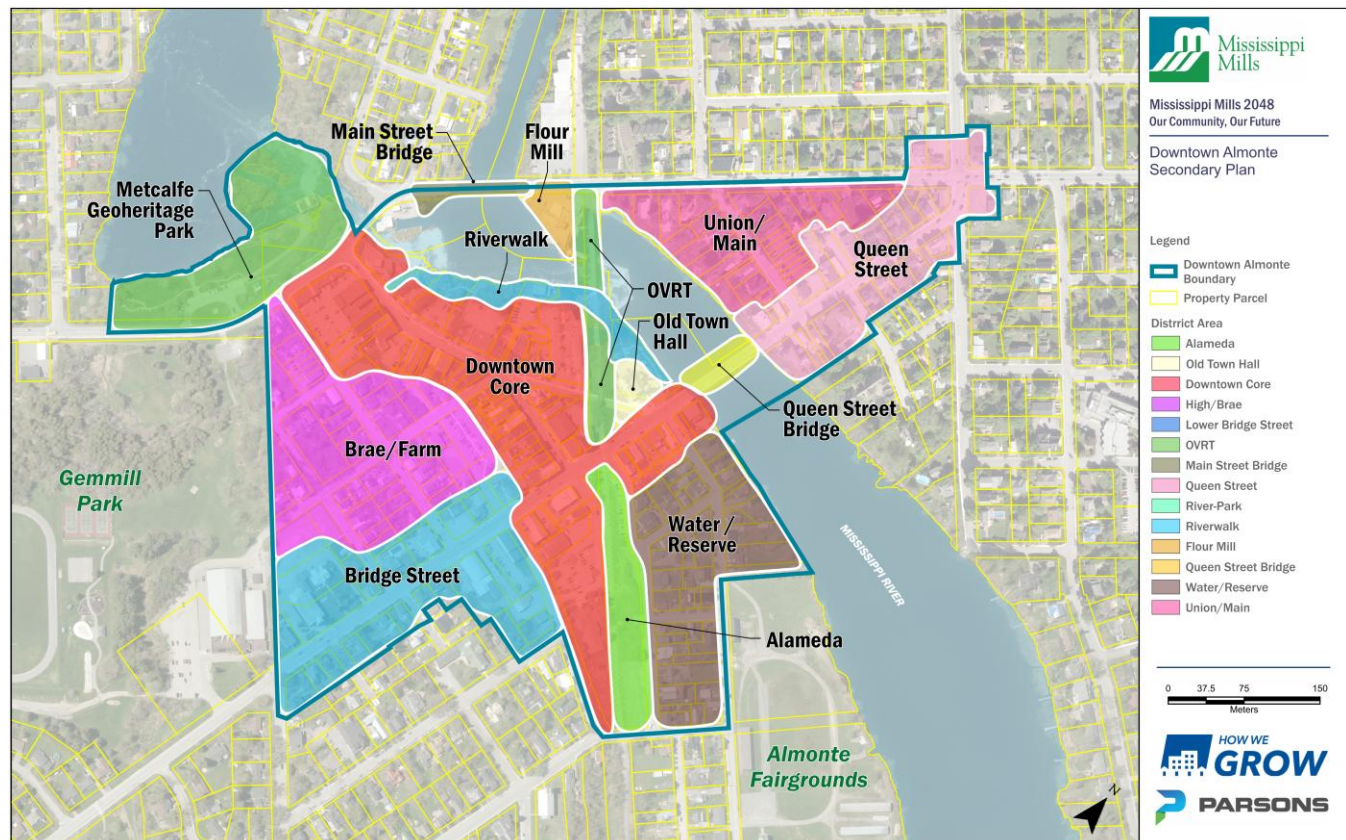 Main Street
Bridge
Flour
Mill
Metcalfe
Geoheritage
Park
Riverwalk
Union/
Main
Queen
Street
OVRT
Old Town
Hall
Downtown
Core
Queen Street
Bridge
Brae/Farm
Gemmill
Park
Water /
Reserve
MISSISSIPPI RIVER
Bridge Street
Alameda
Almonte
Fairgrounds
N
Mississippi
Mills
Mississippi Mills 2048
Our Community, Our Future
Downtown Almonte
Secondary Plan
Legend
Downtown Almonte
Boundary
Property Parcel
Distrrict Area
Alameda
Old Town Hall
Downtown Core
High/Brae
Lower Bridge Street
OVRT
Main Street Bridge
Queen Street
River-Park
Riverwalk
Flour Mill
Queen Street Bridge
Water/Reserve
Union/Main
0 37.5 75 150
Meters
HOW WE
GROW
PARSONS